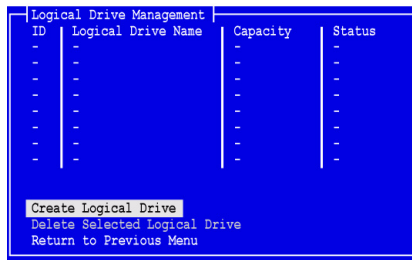 Logical Drive Management
ID Logical Drive Name Capacity Status
- - - -
- - - -
- - - -
- - - -
- - - -
- - - -
- - - -
- - - -
Create Logical Drive
Delete Selected Logical Drive
Return to Previous Menu